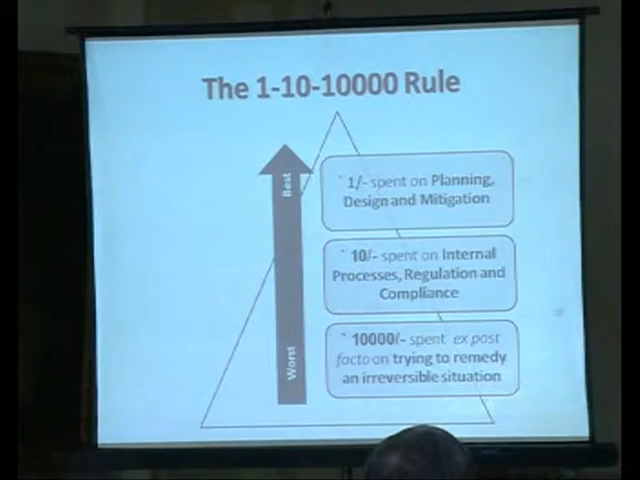 The 1-10-10000 Rule
Best
` 1/- spent on Planning,
Design and Mitigation
` 10/- spent on Internal
Processes, Regulation and
Compliance
Worst
` 10000/- spent ex post
facto on trying to remedy
an irreversible situation